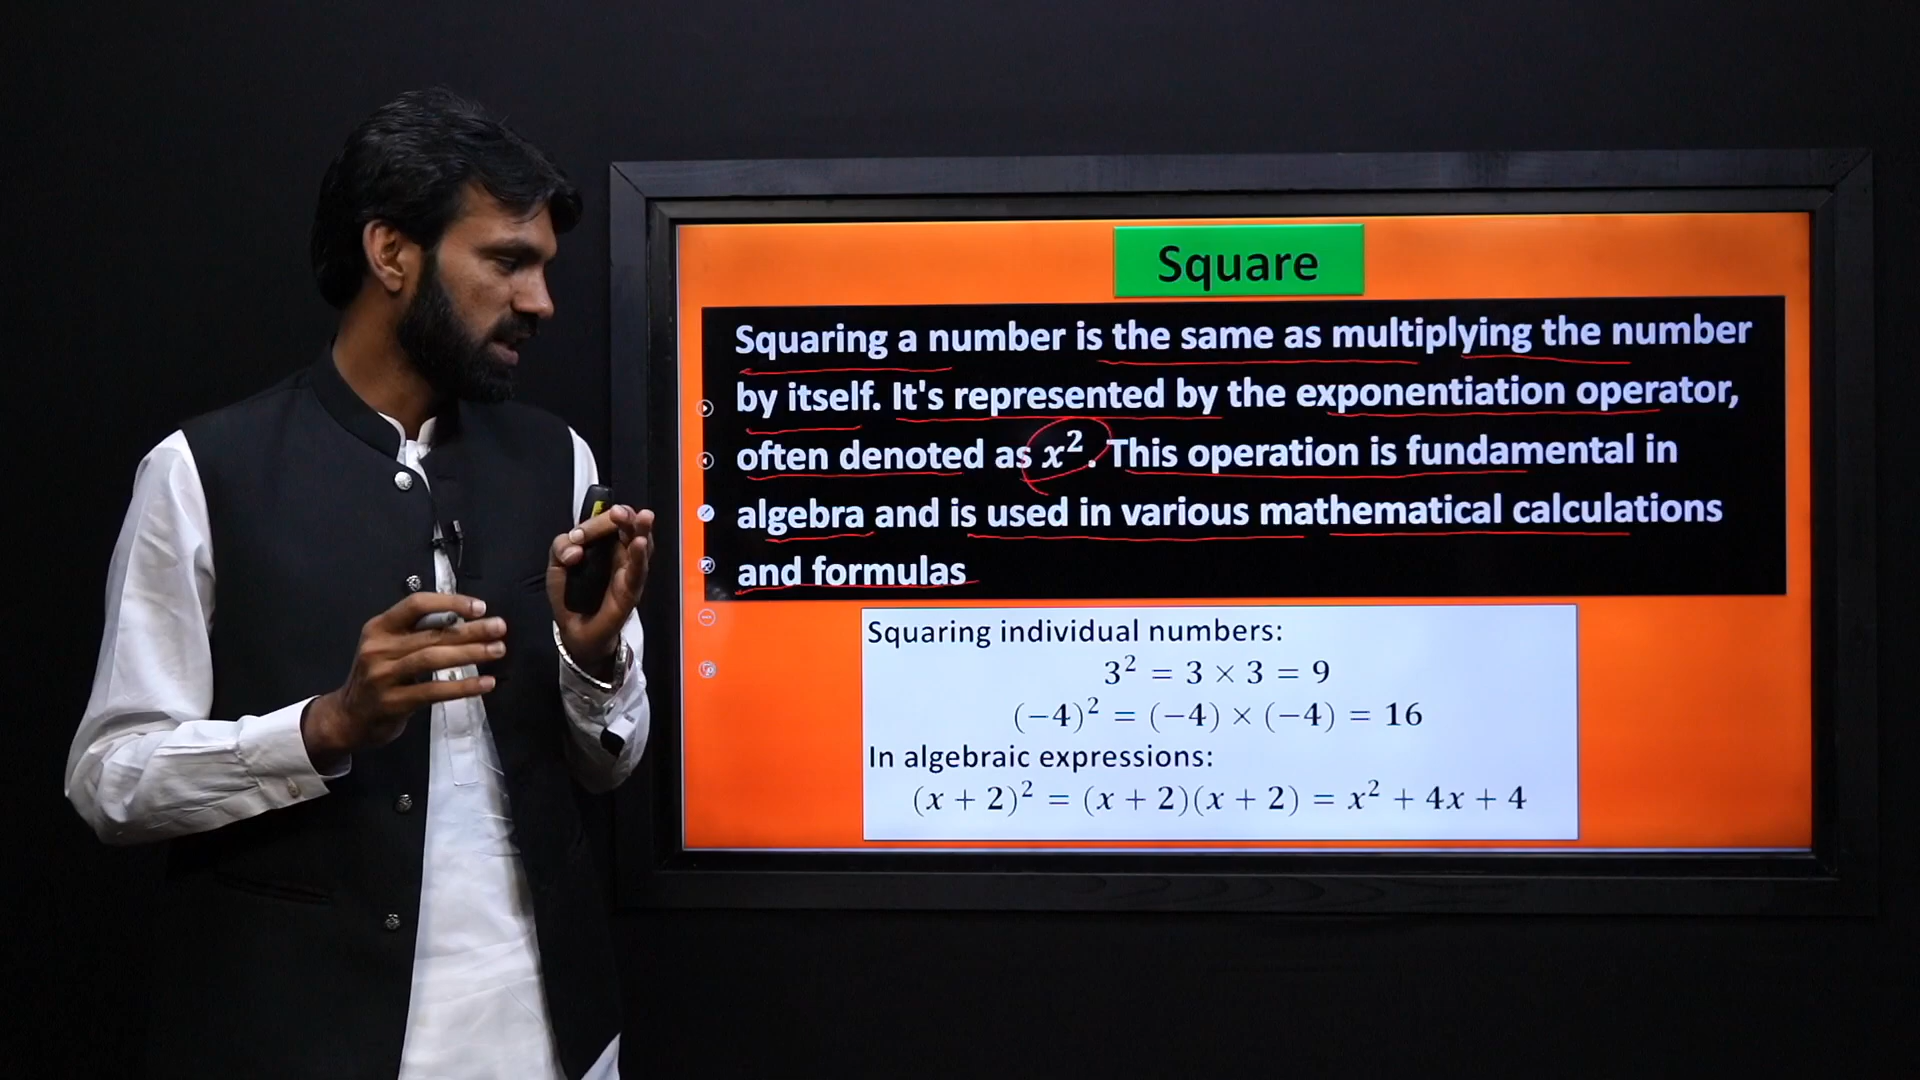 Square
Squaring a number is the same as multiplying the number
by itself. It's represented by the exponentiation operator,
often denoted as x². This operation is fundamental in
algebra and is used in various mathematical calculations
and formulas
Squaring individual numbers:
3² = 3 × 3 = 9
(−4)² = (−4) × (−4) = 16
In algebraic expressions:
(x + 2)² = (x + 2)(x + 2) = x² + 4x + 4